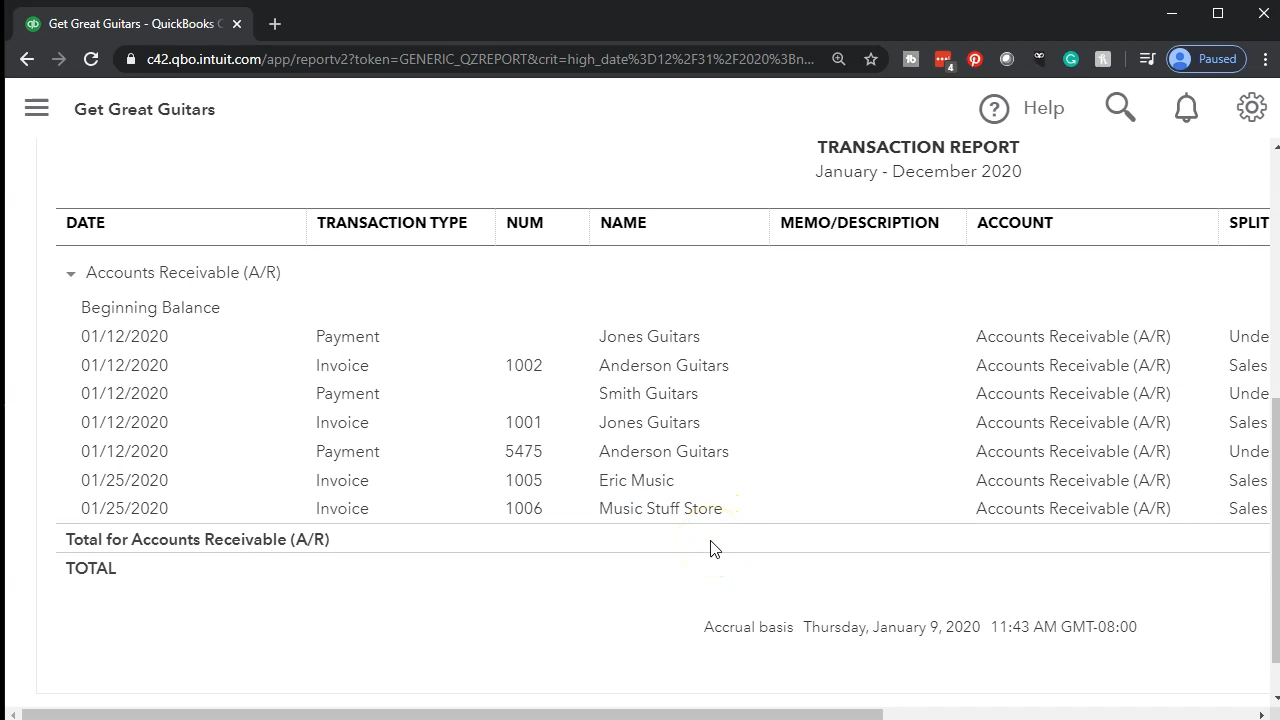 Get Great Guitars - QuickBooks
c42.qbo.intuit.com/app/reportv2?token=GENERIC_QZREPORT&crit=high_date%3D12%2F31%2F2020%3Bn...
4
Paused
Get Great Guitars
Help
TRANSACTION REPORT
January - December 2020
DATE TRANSACTION TYPE NUM NAME MEMO/DESCRIPTION ACCOUNT SPLIT
Accounts Receivable (A/R)
Beginning Balance
01/12/2020 Payment Jones Guitars Accounts Receivable (A/R) Unde
01/12/2020 Invoice 1002 Anderson Guitars Accounts Receivable (A/R) Sales
01/12/2020 Payment Smith Guitars Accounts Receivable (A/R) Unde
01/12/2020 Invoice 1001 Jones Guitars Accounts Receivable (A/R) Sales
01/12/2020 Payment 5475 Anderson Guitars Accounts Receivable (A/R) Unde
01/25/2020 Invoice 1005 Eric Music Accounts Receivable (A/R) Sales
01/25/2020 Invoice 1006 Music Stuff Store Accounts Receivable (A/R) Sales
Total for Accounts Receivable (A/R)
TOTAL
Accrual basis Thursday, January 9, 2020 11:43 AM GMT-08:00